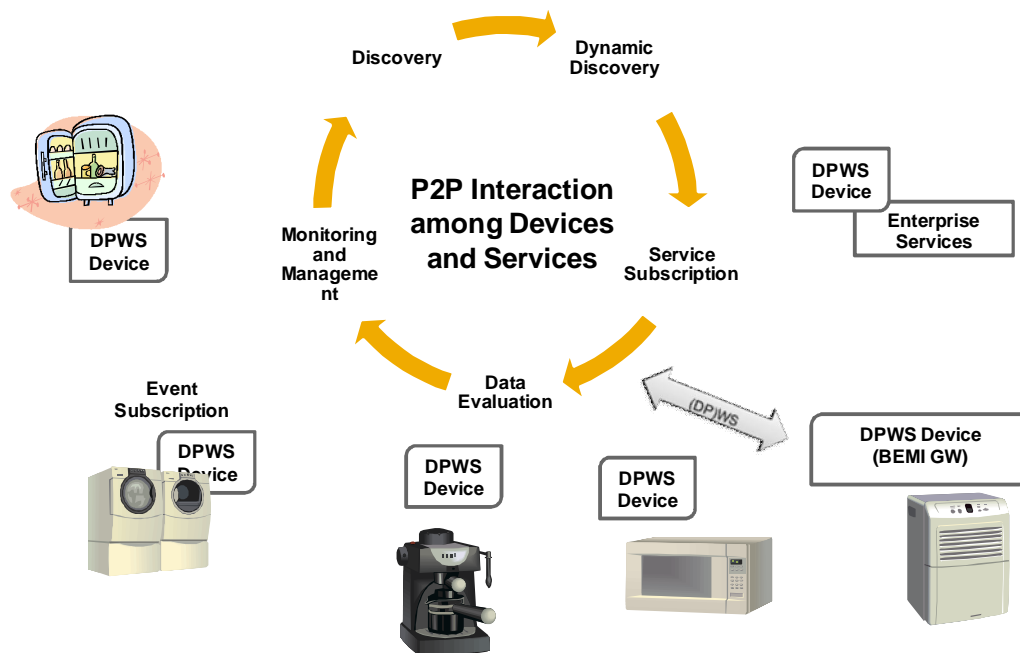 Discovery
Dynamic
Discovery
P2P Interaction
among Devices
and Services
DPWS
Device
Enterprise
Services
DPWS
Device
Monitoring
and
Manageme
nt
Service
Subscription
Data
Evaluation
(DP)WS
Event
Subscription
DPWS
Device
DPWS
Device
DPWS
Device
DPWS Device
(BEMI GW)